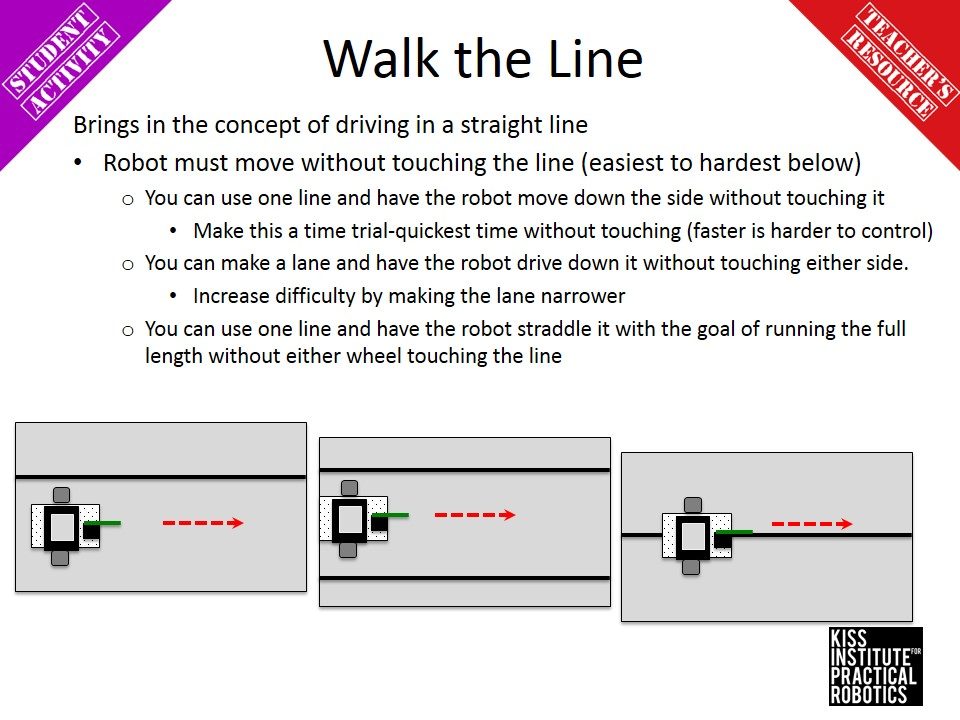 STUDENT
ACTIVITY
TEACHER'S
RESOURCE
Walk the Line
Brings in the concept of driving in a straight line
• Robot must move without touching the line (easiest to hardest below)
o You can use one line and have the robot move down the side without touching it
• Make this a time trial-quickest time without touching (faster is harder to control)
o You can make a lane and have the robot drive down it without touching either side.
• Increase difficulty by making the lane narrower
o You can use one line and have the robot straddle it with the goal of running the full
length without either wheel touching the line
KISS
INSTITUTE FOR
PRACTICAL
ROBOTICS